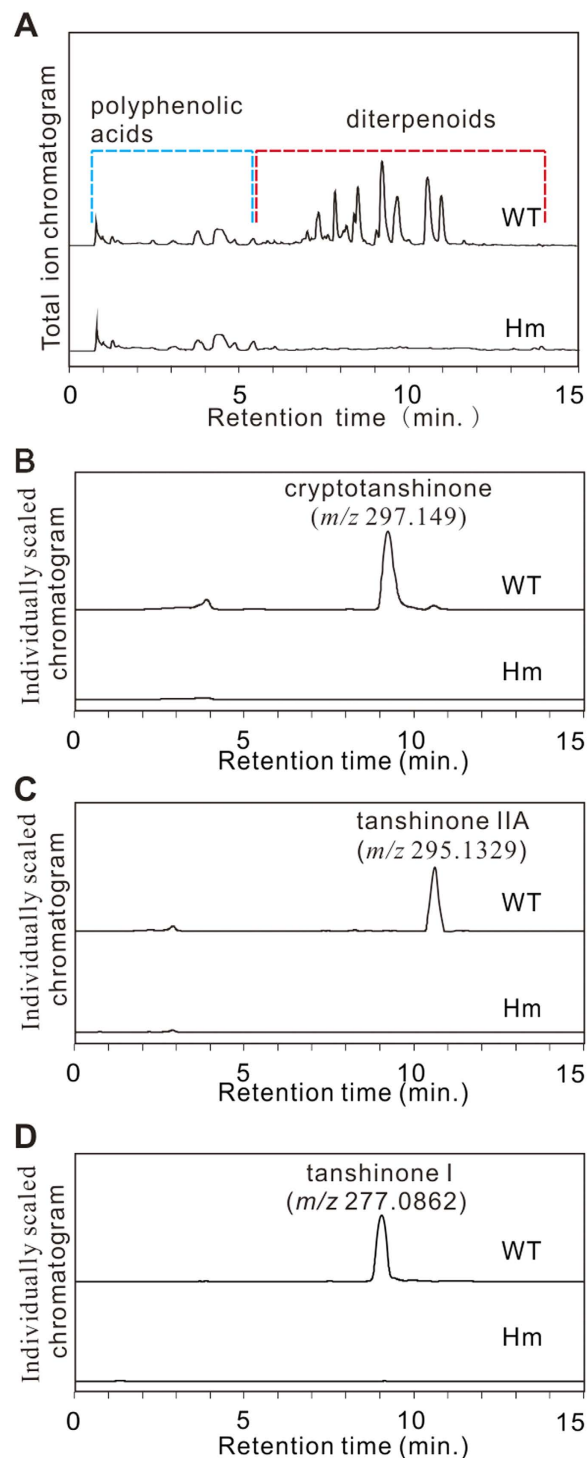 A
Total ion chromatogram
polyphenolic
acids
diterpenoids
WT
Hm
0 5 10 15
Retention time (min. )
B
Individually scaled
chromatogram
cryptotanshinone
(m/z 297.149)
WT
Hm
0 5 10 15
Retention time (min.)
C
Individually scaled
chromatogram
tanshinone IIA
(m/z 295.1329)
WT
Hm
0 5 10 15
Retention time (min.)
D
Individually scaled
chromatogram
tanshinone I
(m/z 277.0862)
WT
Hm
0 5 10 15
Retention time (min.)